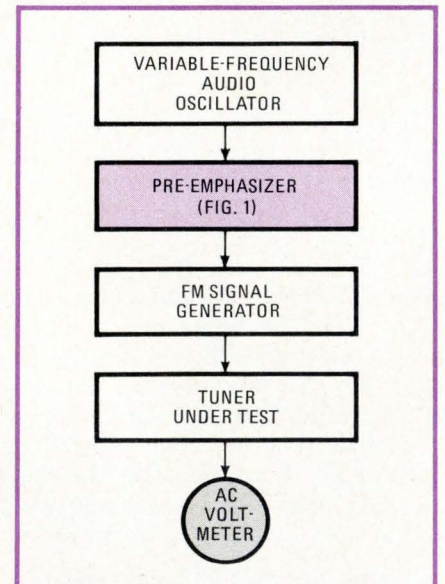 VARIABLE-FREQUENCY
AUDIO
OSCILLATOR
PRE-EMPHASIZER
(FIG. 1)
FM SIGNAL
GENERATOR
TUNER
UNDER TEST
AC
VOLT-
METER